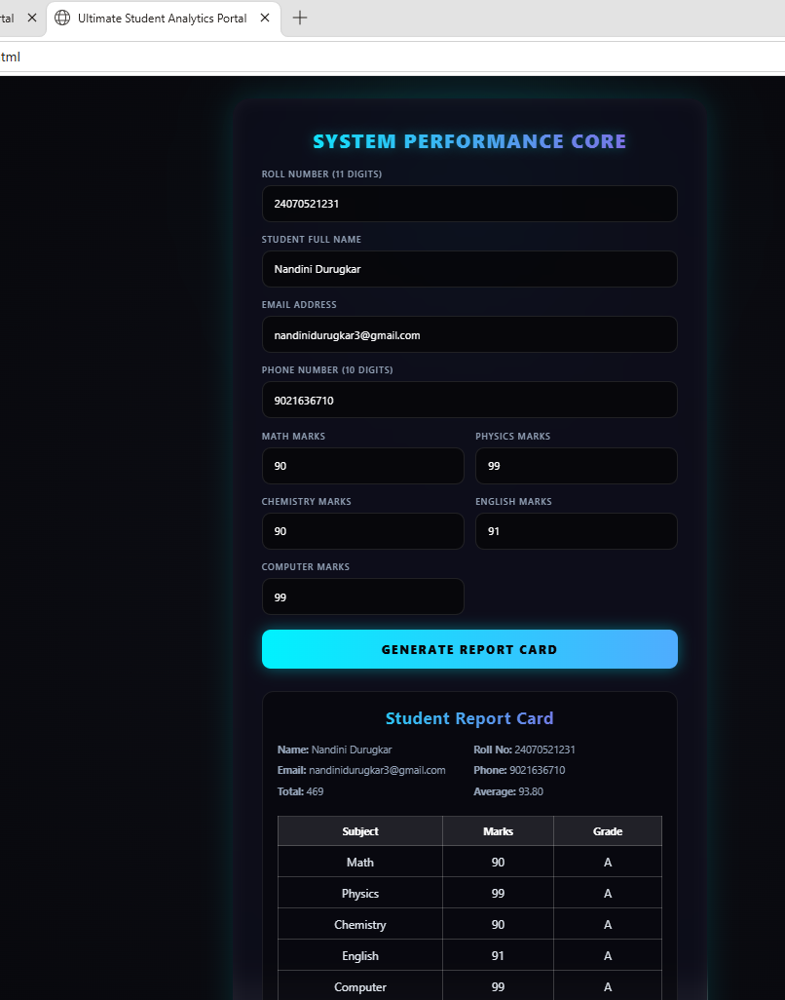 rtal
Ultimate Student Analytics Portal
tml
SYSTEM PERFORMANCE CORE
ROLL NUMBER (11 DIGITS)
24070521231
STUDENT FULL NAME
Nandini Durugkar
EMAIL ADDRESS
nandinidurugkar3@gmail.com
PHONE NUMBER (10 DIGITS)
9021636710
MATH MARKS PHYSICS MARKS
90 99
CHEMISTRY MARKS ENGLISH MARKS
90 91
COMPUTER MARKS
99
GENERATE REPORT CARD
Student Report Card
Name: Nandini Durugkar Roll No: 24070521231
Email: nandinidurugkar3@gmail.com Phone: 9021636710
Total: 469 Average: 93.80
Subject Marks Grade
Math 90 A
Physics 99 A
Chemistry 90 A
English 91 A
Computer 99 A